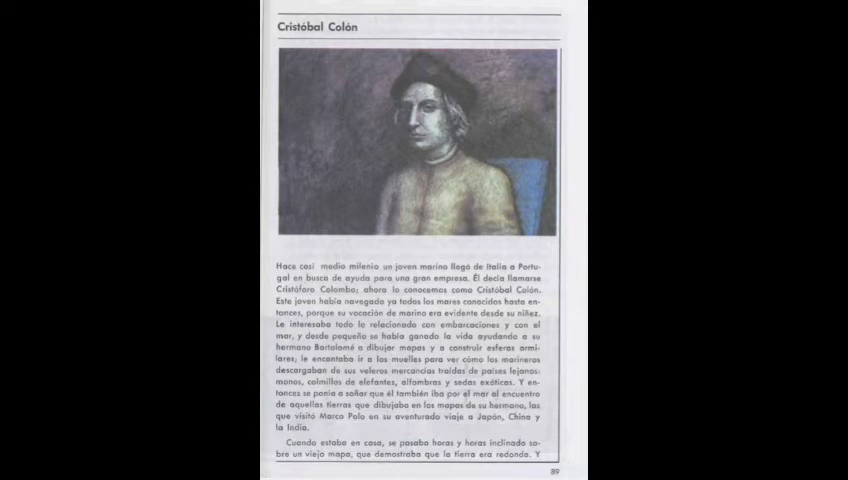 Cristóbal Colón
Hace casi medio milenio un joven marino llegó de Italia a Portu-
gal en busca de ayuda para una gran empresa. Él decía llamarse
Cristóforo Colombo; ahora lo conocemos como Cristóbal Colón.
Este joven había navegado ya todos los mares conocidos hasta en-
tonces, porque su vocación de marino era evidente desde su niñez.
Le interesaba todo lo relacionado con embarcaciones y con el
mar, y desde pequeño se había ganado la vida ayudando a su
hermano Bartolomé a dibujar mapas y a construir esferas armi-
lares; le encantaba ir a los muelles para ver cómo los marineros
descargaban de sus veleros mercancías traídas de países lejanos:
monos, colmillos de elefantes, alfombras y sedas exóticas. Y en-
tonces se ponía a soñar que él también iba por el mar al encuentro
de aquellas tierras que dibujaba en los mapas de su hermano, las
que visitó Marco Polo en su aventurado viaje a Japón, China y
la India.
Cuando estaba en casa, se pasaba horas y horas inclinado so-
bre un viejo mapa, que demostraba que la tierra era redonda. Y
89